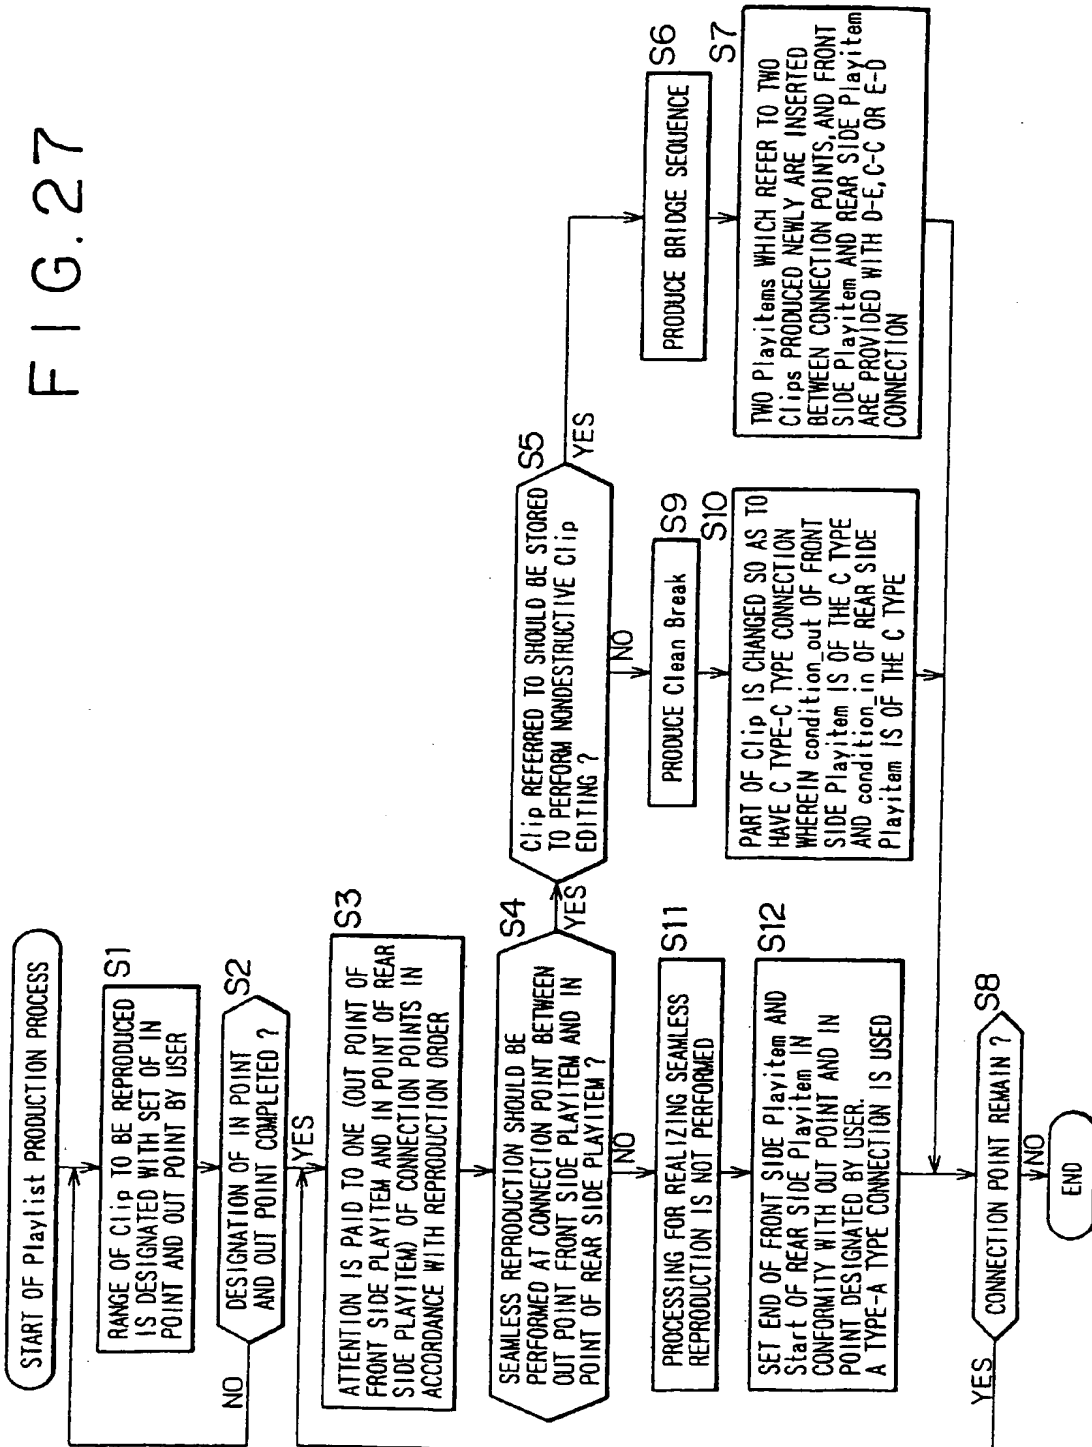 FIG.27
START OF Playlist PRODUCTION PROCESS
S1
RANGE OF Clip TO BE REPRODUCED
IS DESIGNATED WITH SET OF IN
POINT AND OUT POINT BY USER
S2
DESIGNATION OF IN POINT
AND OUT POINT COMPLETED ?
NO
YES
S3
ATTENTION IS PAID TO ONE (OUT POINT OF
FRONT SIDE PLAYITEM AND IN POINT OF REAR
SIDE PLAYITEM) OF CONNECTION POINTS IN
ACCORDANCE WITH REPRODUCTION ORDER
S4
SEAMLESS REPRODUCTION SHOULD BE
PERFORMED AT CONNECTION POINT BETWEEN
OUT POINT FRONT SIDE PLAYITEM AND IN
POINT OF REAR SIDE PLAYITEM ?
YES
NO
S5
Clip REFERRED TO SHOULD BE STORED
TO PERFORM NONDESTRUCTIVE Clip
EDITING ?
YES
NO
S6
PRODUCE BRIDGE SEQUENCE
S7
TWO Playitems WHICH REFER TO TWO
Clips PRODUCED NEWLY ARE INSERTED
BETWEEN CONNECTION POINTS, AND FRONT
SIDE Playitem AND REAR SIDE Playitem
ARE PROVIDED WITH D-E, C-C OR E-D
CONNECTION
S9
PRODUCE Clean Break
S10
PART OF Clip IS CHANGED SO AS TO
HAVE C TYPE-C TYPE CONNECTION
WHEREIN condition_out OF FRONT
SIDE Playitem IS OF THE C TYPE
AND condition_in OF REAR SIDE
Playitem IS OF THE C TYPE
S11
PROCESSING FOR REALIZING SEAMLESS
REPRODUCTION IS NOT PERFORMED
S12
SET END OF FRONT SIDE Playitem AND
Start OF REAR SIDE Playitem IN
CONFORMITY WITH OUT POINT AND IN
POINT DESIGNATED BY USER.
A TYPE-A TYPE CONNECTION IS USED
S8
CONNECTION POINT REMAIN ?
YES
NO
END